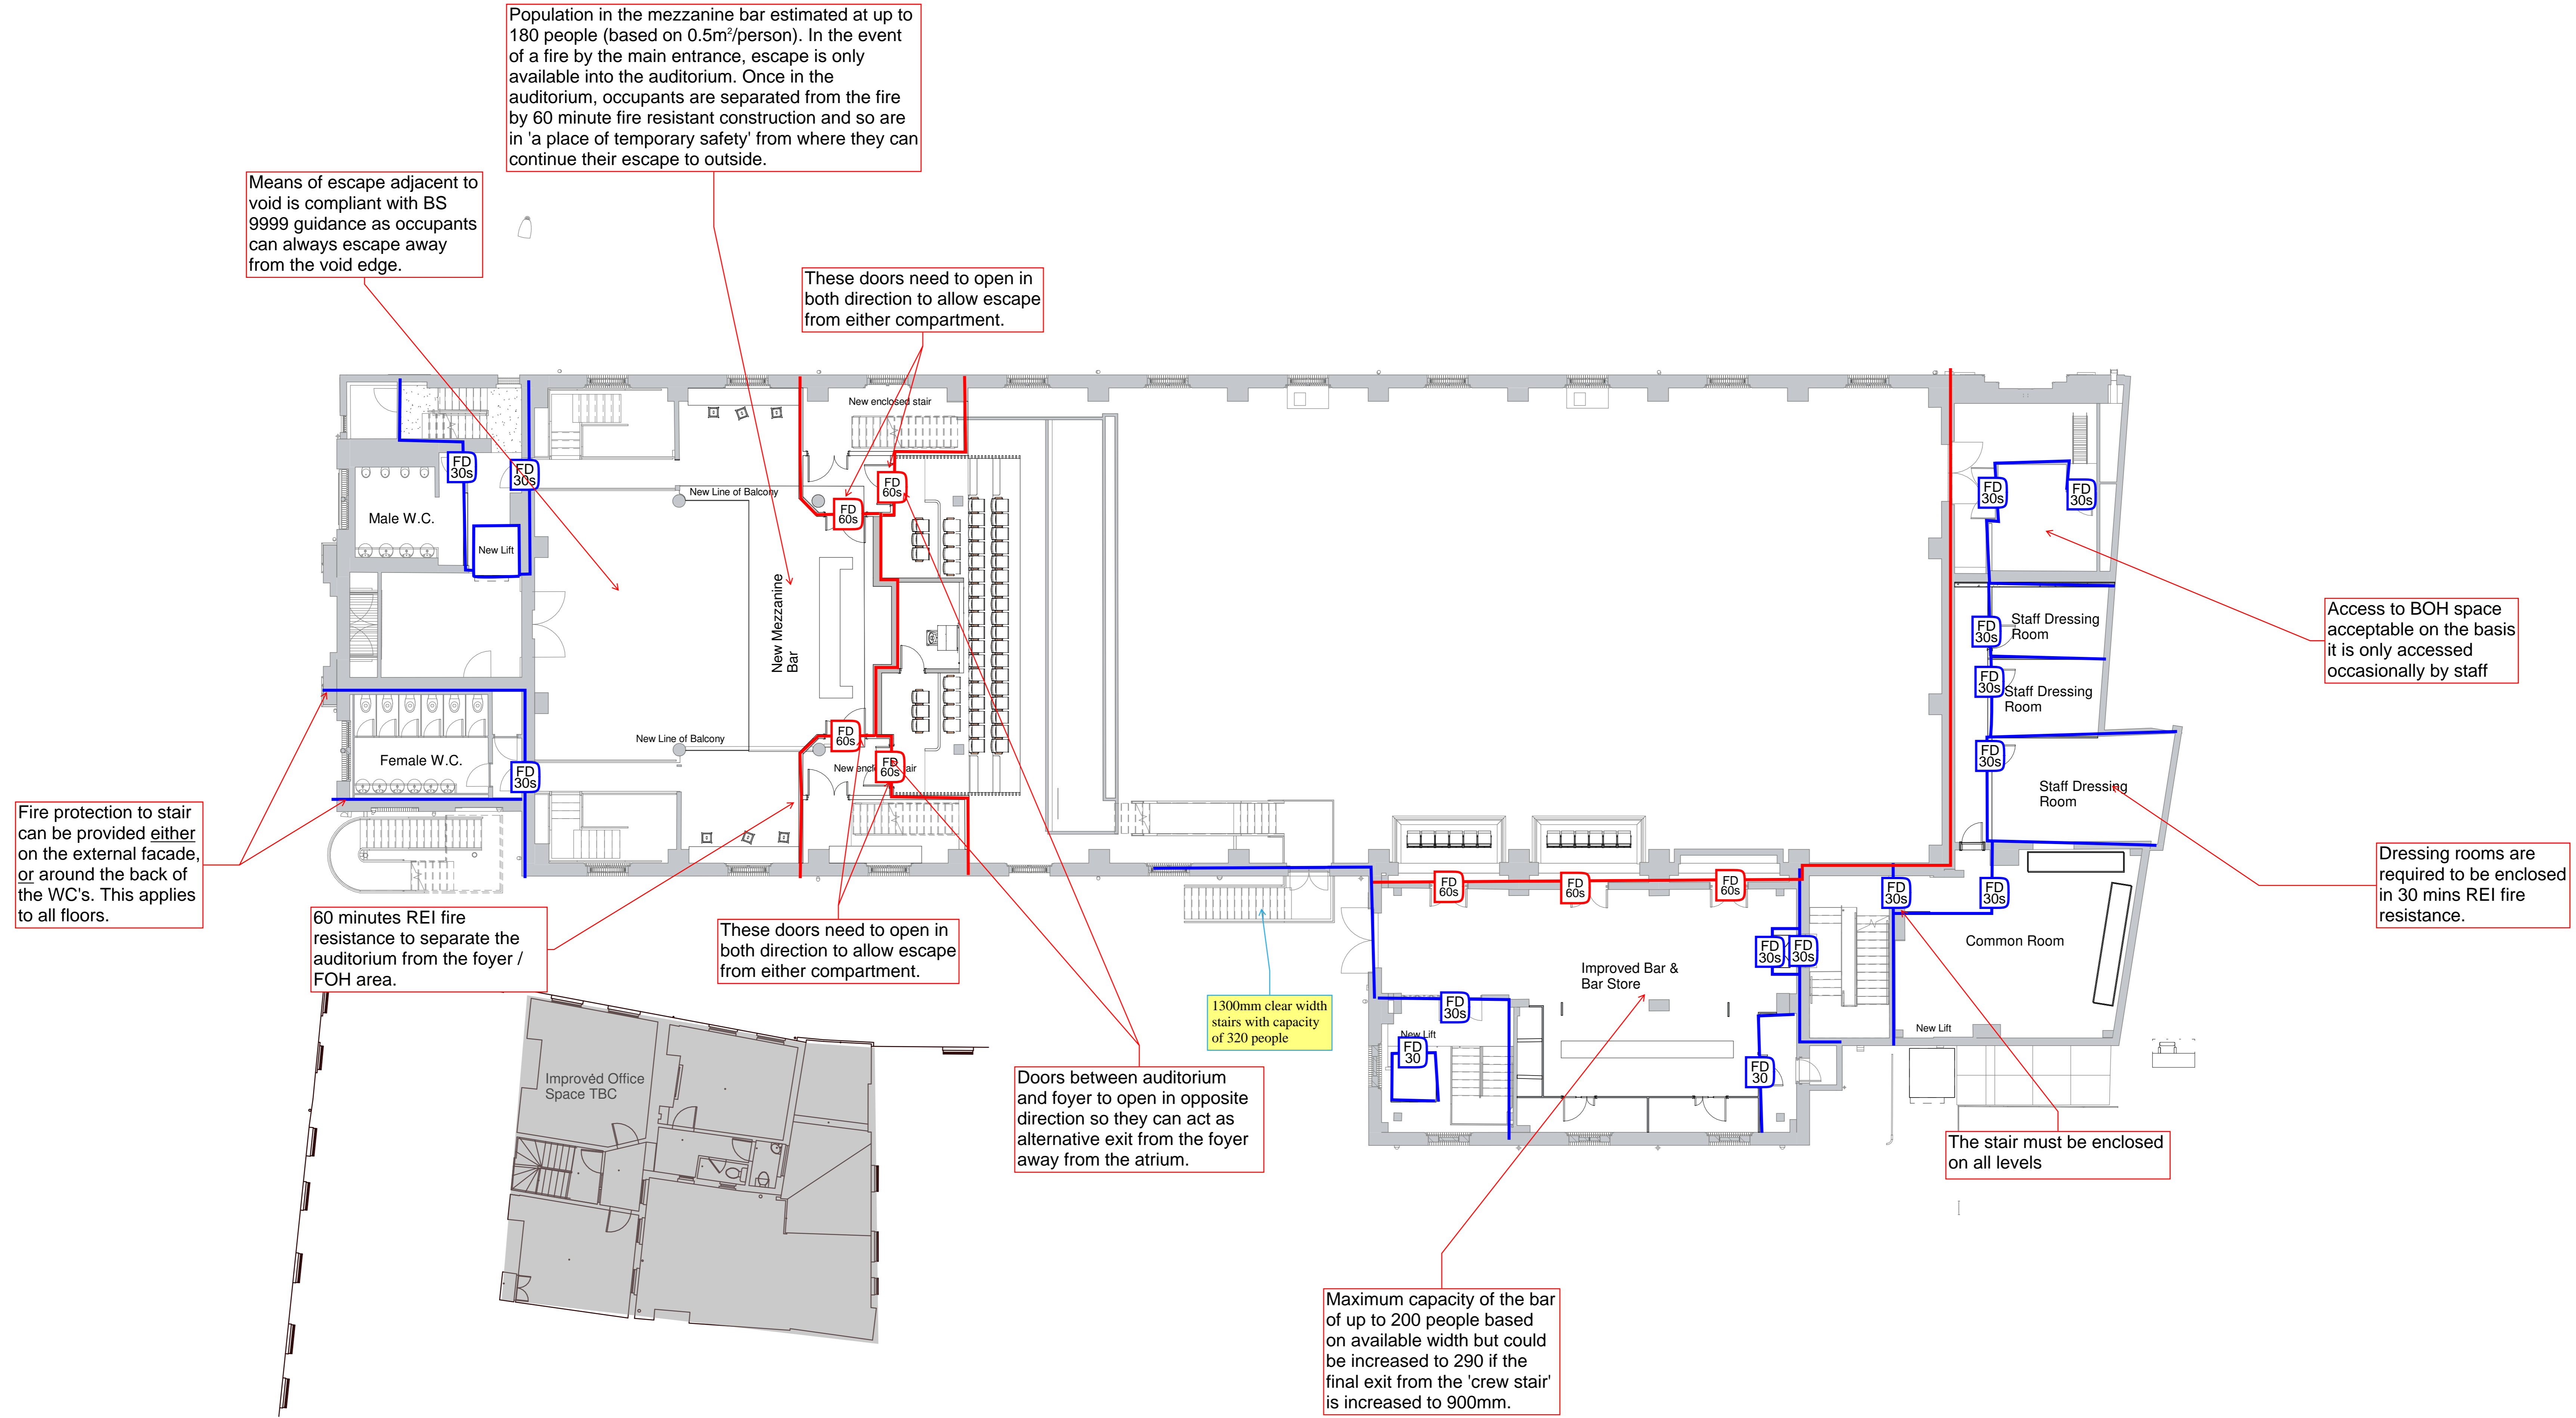 Population in the mezzanine bar estimated at up to
180 people (based on 0.5m²/person). In the event
of a fire by the main entrance, escape is only
available into the auditorium. Once in the
auditorium, occupants are separated from the fire
by 60 minute fire resistant construction and so are
in 'a place of temporary safety' from where they can
continue their escape to outside.
Means of escape adjacent to
void is compliant with BS
9999 guidance as occupants
can always escape away
from the void edge.
These doors need to open in
both direction to allow escape
from either compartment.
New enclosed stair
FD
30s
FD
30s
New Line of Balcony
FD
60s
FD
60s
Male W.C.
New Lift
New Mezzanine
Bar
FD
30s
FD
30s
Staff Dressing
Room
FD
30s
Staff Dressing
Room
FD
30s
Access to BOH space
acceptable on the basis
it is only accessed
occasionally by staff
New Line of Balcony
FD
60s
Female W.C.
FD
30s
New enclosed stair
FD
60s
FD
30s
Staff Dressing
Room
Fire protection to stair
can be provided either
on the external facade,
or around the back of
the WC's. This applies
to all floors.
60 minutes REI fire
resistance to separate the
auditorium from the foyer /
FOH area.
These doors need to open in
both direction to allow escape
from either compartment.
FD
60s
FD
60s
FD
60s
FD
30s
FD
30s
Dressing rooms are
required to be enclosed
in 30 mins REI fire
resistance.
FD
30s
FD
30s
Common Room
Improved Bar &
Bar Store
1300mm clear width
stairs with capacity
of 320 people
FD
30s
New Lift
FD
30
New Lift
FD
30
Improved Office
Space TBC
Doors between auditorium
and foyer to open in opposite
direction so they can act as
alternative exit from the foyer
away from the atrium.
The stair must be enclosed
on all levels
Maximum capacity of the bar
of up to 200 people based
on available width but could
be increased to 290 if the
final exit from the 'crew stair'
is increased to 900mm.